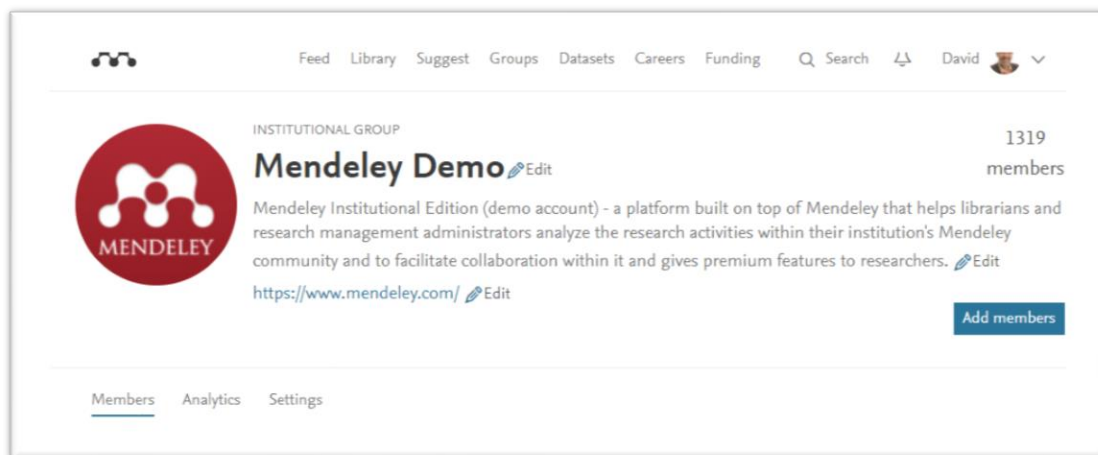 Feed Library Suggest Groups Datasets Careers Funding Search David
INSTITUTIONAL GROUP
Mendeley Demo Edit
1319
members
Mendeley Institutional Edition (demo account) - a platform built on top of Mendeley that helps librarians and
research management administrators analyze the research activities within their institution's Mendeley
community and to facilitate collaboration within it and gives premium features to researchers. Edit
https://www.mendeley.com/ Edit
MENDELEY
Add members
Members Analytics Settings